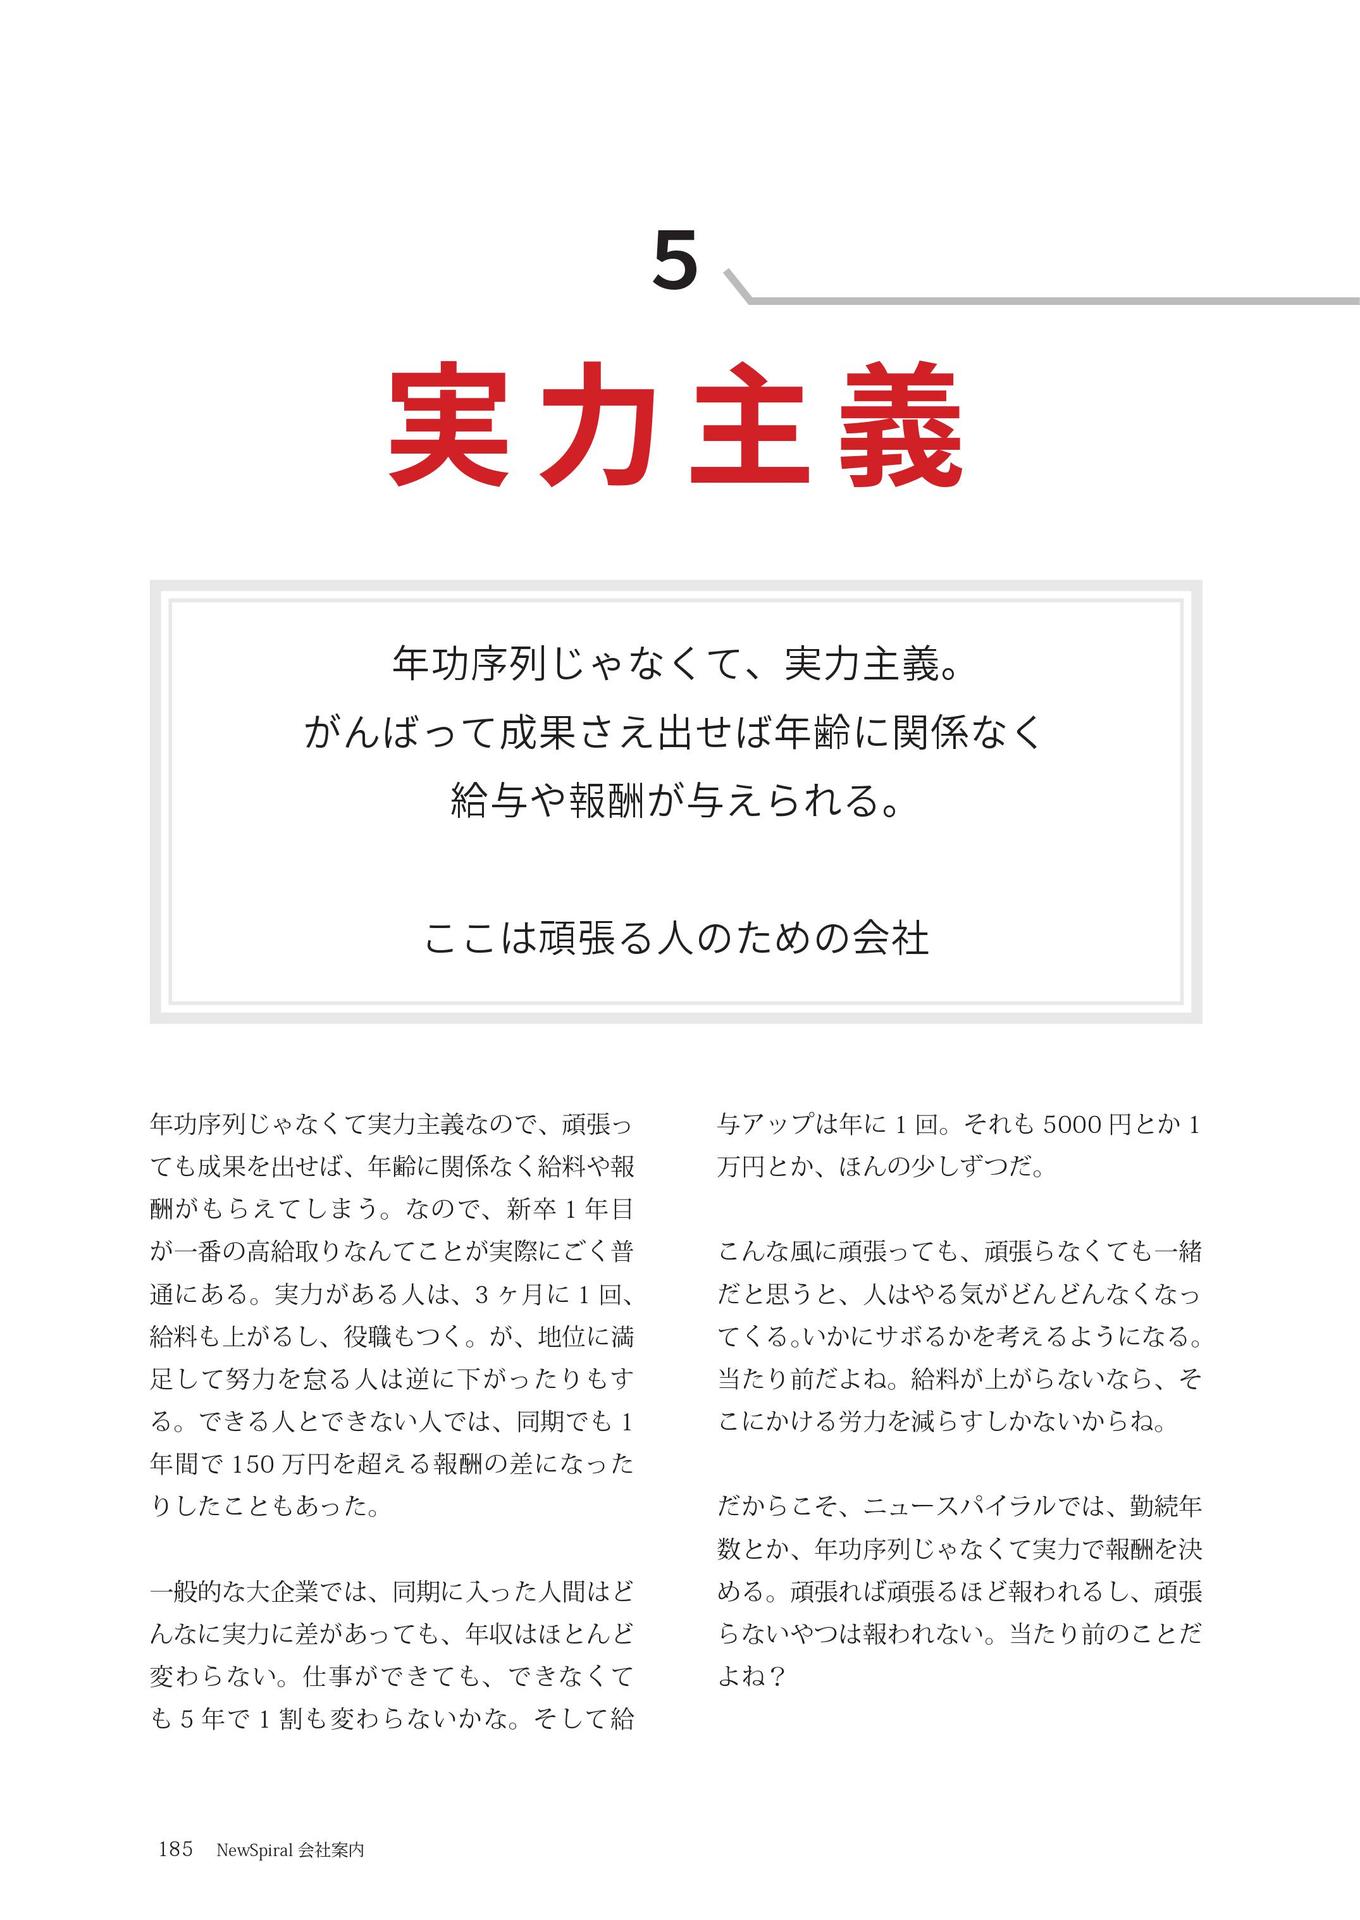 5
実力主義
年功序列じゃなくて、実力主義。
がんばって成果さえ出せば年齢に関係なく
給与や報酬が与えられる。
ここは頑張る人のための会社
年功序列じゃなくて実力主義なので、頑張っ
ても成果を出せば、年齢に関係なく給料や報
酬がもらえてしまう。なので、新卒 1 年目
が一番の高給取りなんてことが実際にごく普
通にある。実力がある人は、3 ヶ月に 1 回、
給料も上がるし、役職もつく。が、地位に満
足して努力を怠る人は逆に下がったりもす
る。できる人とできない人では、同期でも 1
年間で 150 万円を超える報酬の差になった
りしたこともあった。
一般的な大企業では、同期に入った人間はど
んなに実力に差があっても、年収はほとんど
変わらない。仕事ができても、できなくて
も 5 年で 1 割も変わらないかな。そして給
与アップは年に 1 回。それも 5000 円とか 1
万円とか、ほんの少しずつだ。
こんな風に頑張っても、頑張らなくても一緒
だと思うと、人はやる気がどんどんなくなっ
てくる。いかにサボるかを考えるようになる。
当たり前だよね。給料が上がらないなら、そ
こにかける労力を減らすしかないからね。
だからこそ、ニュースパイラルでは、勤続年
数とか、年功序列じゃなくて実力で報酬を決
める。頑張れば頑張るほど報われるし、頑張
らないやつは報われない。当たり前のことだ
よね？
185 NewSpiral 会社案内